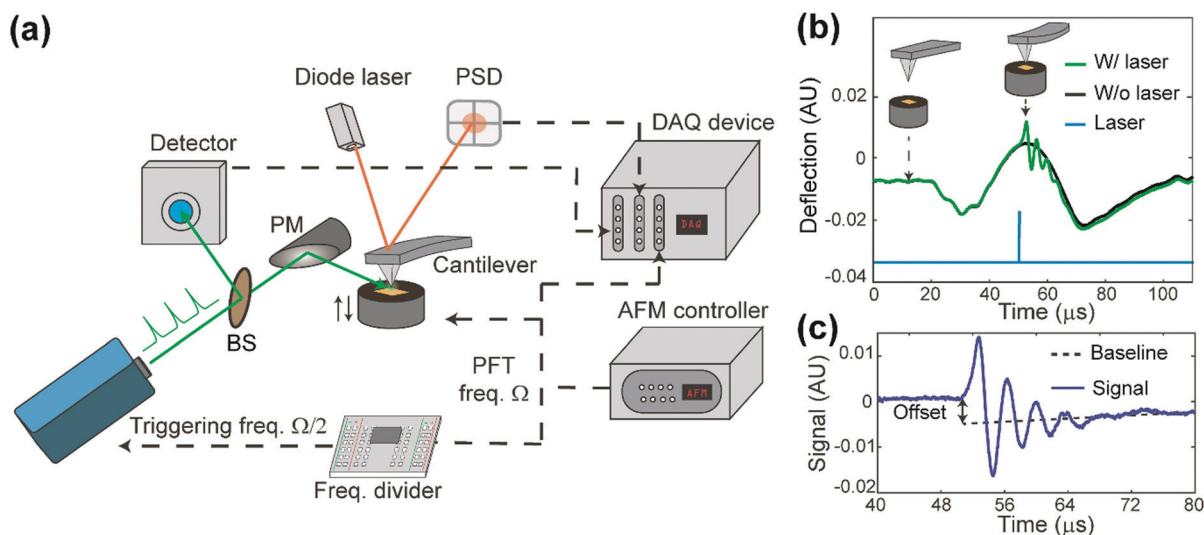 (a)
Diode laser
PSD
DAQ device
Detector
DAQ
PM
Cantilever
BS
AFM controller
PFT
freq. Ω
AFM
Triggering freq. Ω/2
Freq. divider
(b)
W/ laser
W/o laser
Laser
Deflection (AU)
0.02
0
-0.02
-0.04
0 20 40 60 80 100
Time (μs)
(c)
Baseline
Signal
Offset
Signal (AU)
0.01
0
-0.01
-0.02
40 48 56 64 72 80
Time (μs)